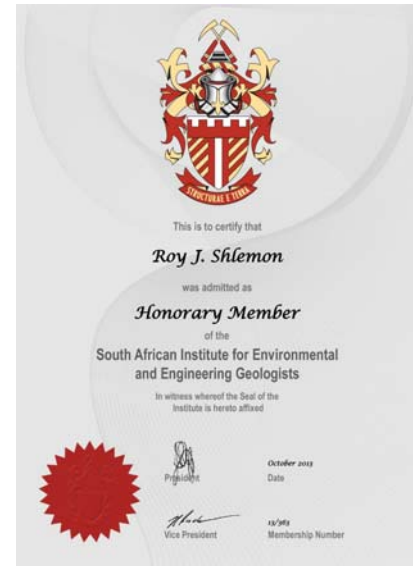 STRUCTURAE E TERRA
This is to certify that
Roy J. Shlemon
was admitted as
Honorary Member
of the
South African Institute for Environmental
and Engineering Geologists
In witness whereof the Seal of the
Institute is hereto affixed
October 2013
President Date
13/363
Vice President Membership Number